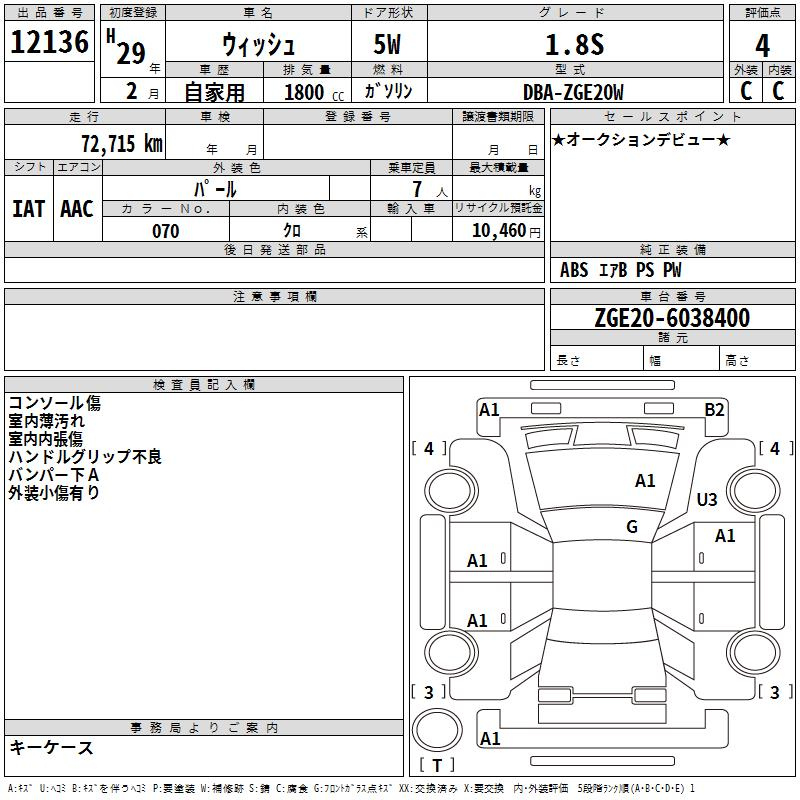 出品番号 初度登録 車名 ドア形状 グレード 評価点
12136 H29年 ウィッシュ 5W 1.8S 4
車歴 排気量 燃料 型式 外装 内装
2月 自家用 1800 CC ガソリン DBA-ZGE20W C C
走行 車検 登録番号 譲渡書類期限 セールスポイント
72,715 km 年 月 月 日 ★オークションデビュー★
シフト エアコン 外装色 乗車定員 最大積載量
IAT AAC パール 7人 kg
カラーNo. 内装色 輸入車 リサイクル預託金
070 クロ 系 10,460円
後日発送部品 純正装備
ABS エアB PS PW
注意事項欄 車台番号
ZGE20-6038400
諸元
長さ 幅 高さ
検査員記入欄
コンソール傷
室内薄汚れ
室内内張傷
ハンドルグリップ不良
バンパー下A
外装小傷有り
事務局よりご案内
キーケース
A1 B2
[4] [4]
A1
U3
G
A1
A1
A1
[3] [3]
A1
[T]
A:キズ U:ヘコミ B:キズを伴うヘコミ P:要塗装 W:補修跡 S:錆 C:腐食 G:フロントガラス点キズ XX:交換済み X:要交換 内・外装評価 5段階ランク順(A・B・C・D・E) 1